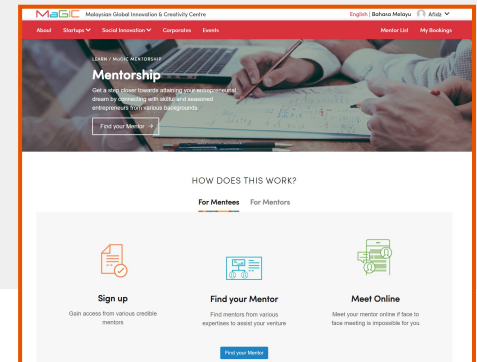 MaGIC Malaysian Global Innovation & Creativity Centre
English | Bahasa Melayu Afidz
About Startups Social Innovation Corporates Events Mentor List My Bookings
LEARN / MaGIC MENTORSHIP
Mentorship
Get a step closer towards attaining your entrepreneurial
dream by connecting with skillful and seasoned
entrepreneurs from various backgrounds
Find your Mentor →
HOW DOES THIS WORK?
For Mentees For Mentors
Sign up
Gain access from various credible
mentors
Find your Mentor
Find mentors from various
expertises to assist your venture
Meet Online
Meet your mentor online if face to
face meeting is impossible for you
Find your Mentor